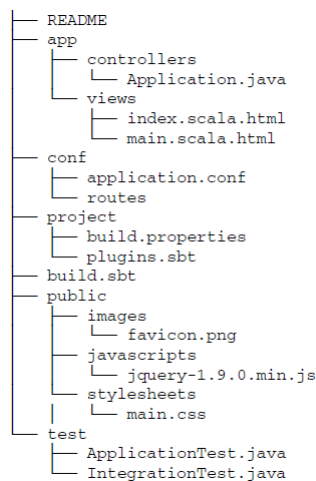 README
app
controllers
Application.java
views
index.scala.html
main.scala.html
conf
application.conf
routes
project
build.properties
plugins.sbt
build.sbt
public
images
favicon.png
javascripts
jquery-1.9.0.min.js
stylesheets
main.css
test
ApplicationTest.java
IntegrationTest.java